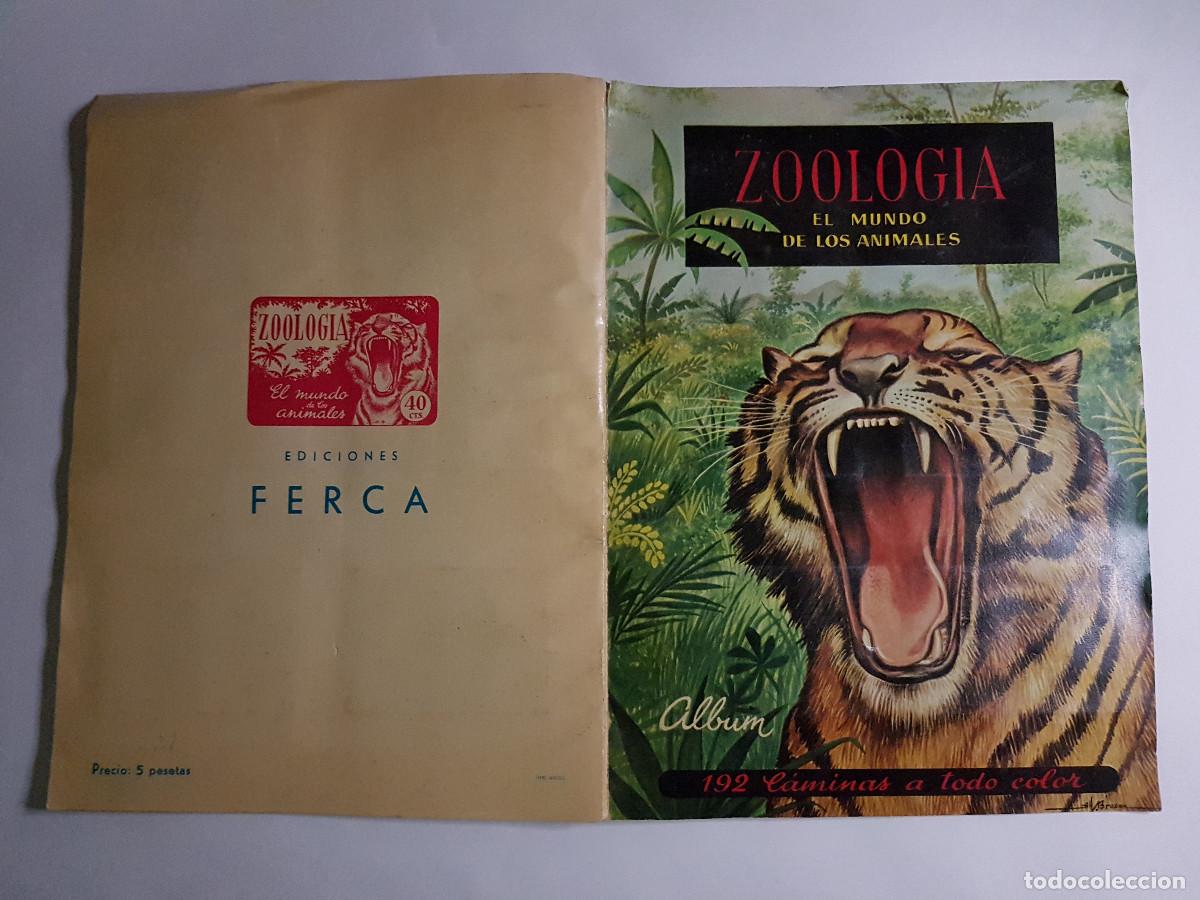 ZOOLOGIA
El mundo
de los
animales
40
CTS
EDICIONES
FERCA
Precio: 5 pesetas
ZOOLOGIA
EL MUNDO
DE LOS ANIMALES
Album
192 Láminas a todo color
todocoleccion